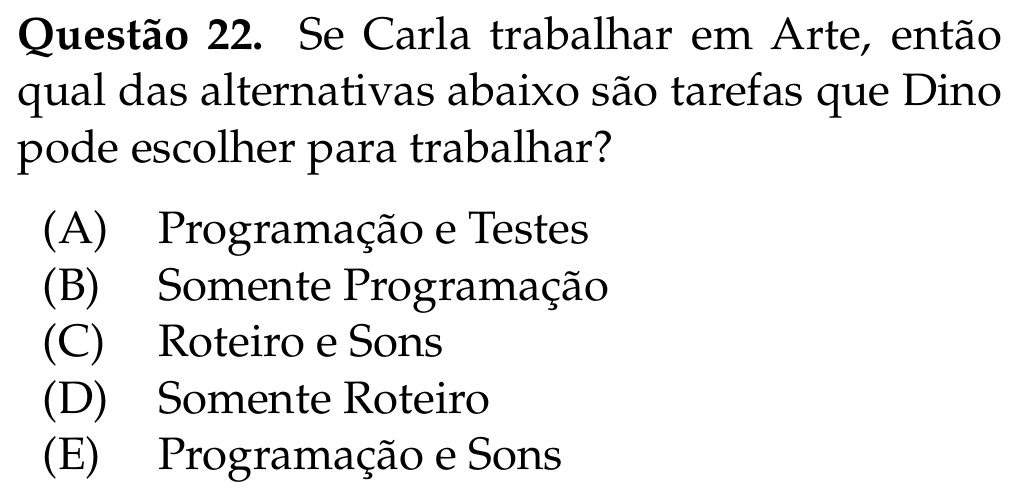 Questão 22. Se Carla trabalhar em Arte, então
qual das alternativas abaixo são tarefas que Dino
pode escolher para trabalhar?
(A) Programação e Testes
(B) Somente Programação
(C) Roteiro e Sons
(D) Somente Roteiro
(E) Programação e Sons